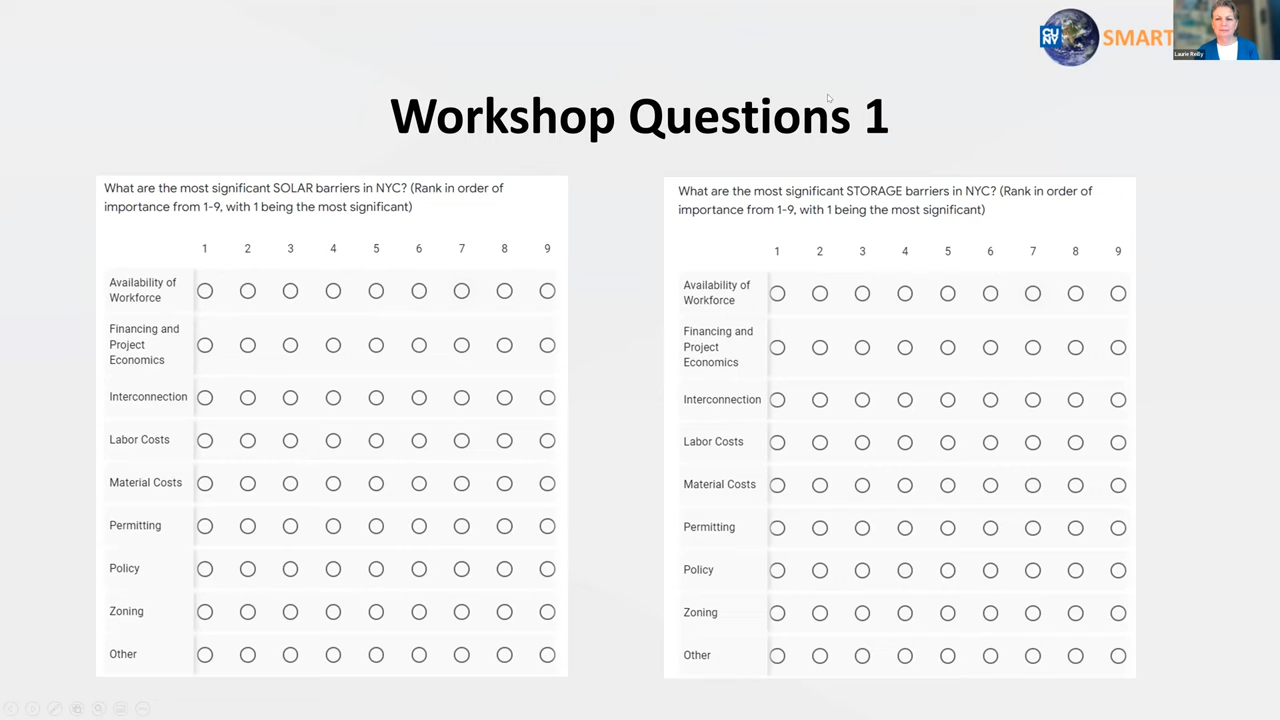 CU
NY
SMART
Laurie Reilly
Workshop Questions 1
What are the most significant SOLAR barriers in NYC? (Rank in order of
importance from 1-9, with 1 being the most significant)
1 2 3 4 5 6 7 8 9
Availability of
Workforce
Financing and
Project
Economics
Interconnection
Labor Costs
Material Costs
Permitting
Policy
Zoning
Other
What are the most significant STORAGE barriers in NYC? (Rank in order of
importance from 1-9, with 1 being the most significant)
1 2 3 4 5 6 7 8 9
Availability of
Workforce
Financing and
Project
Economics
Interconnection
Labor Costs
Material Costs
Permitting
Policy
Zoning
Other